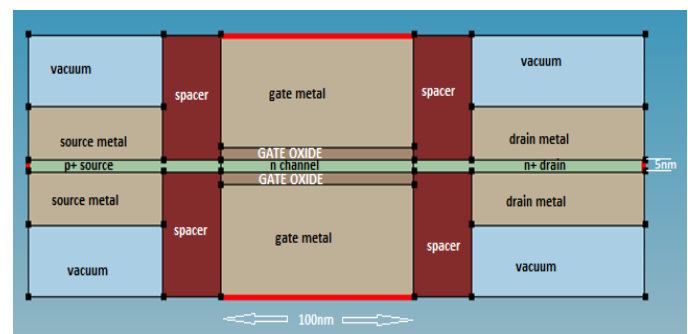 vacuum
spacer
gate metal
spacer
vacuum
source metal
drain metal
GATE OXIDE
p+ source
n channel
n+ drain
5nm
GATE OXIDE
source metal
drain metal
spacer
gate metal
spacer
vacuum
vacuum
100nm